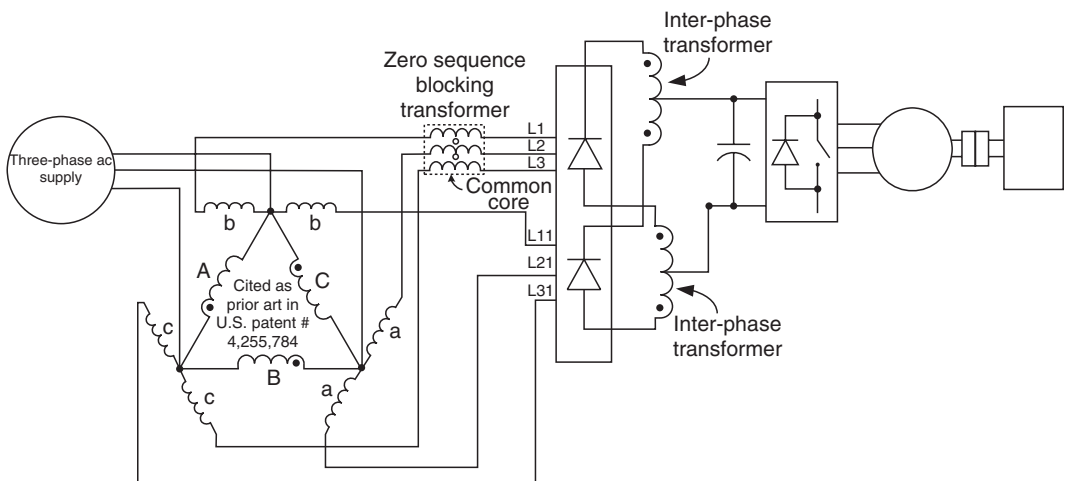 Inter-phase
transformer
Zero sequence
blocking
transformer
Three-phase ac
supply
L1
L2
L3
Common
core
b
b
L11
L21
L31
A
C
Cited as
prior art in
U.S. patent #
4,255,784
B
c
c
a
a
Inter-phase
transformer